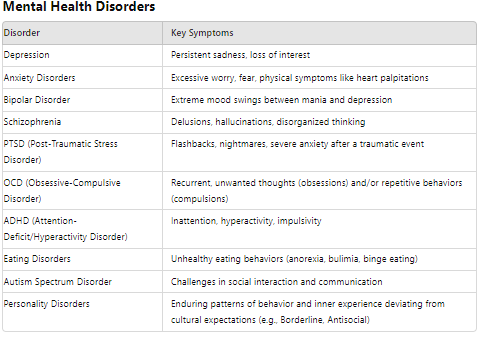 Mental Health Disorders
Disorder Key Symptoms
Depression Persistent sadness, loss of interest
Anxiety Disorders Excessive worry, fear, physical symptoms like heart palpitations
Bipolar Disorder Extreme mood swings between mania and depression
Schizophrenia Delusions, hallucinations, disorganized thinking
PTSD (Post-Traumatic Stress Flashbacks, nightmares, severe anxiety after a traumatic event
Disorder)
OCD (Obsessive-Compulsive Recurrent, unwanted thoughts (obsessions) and/or repetitive behaviors
Disorder) (compulsions)
ADHD (Attention- Inattention, hyperactivity, impulsivity
Deficit/Hyperactivity Disorder)
Eating Disorders Unhealthy eating behaviors (anorexia, bulimia, binge eating)
Autism Spectrum Disorder Challenges in social interaction and communication
Personality Disorders Enduring patterns of behavior and inner experience deviating from
cultural expectations (e.g., Borderline, Antisocial)